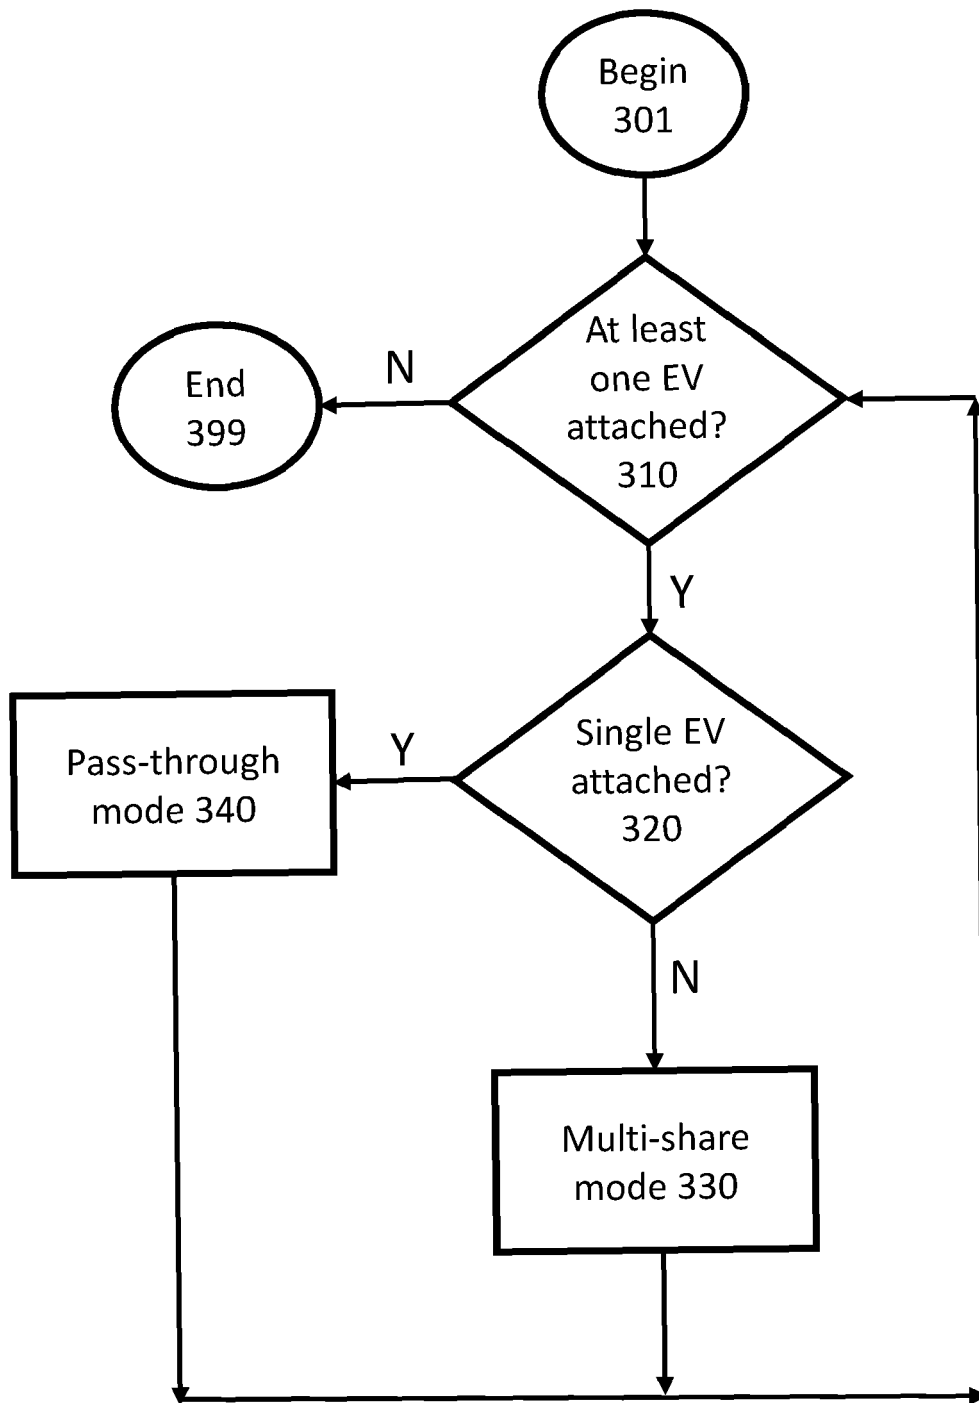 Begin
301
At least
one EV
attached?
310
N
End
399
Y
Single EV
attached?
320
Y
Pass-through
mode 340
N
Multi-share
mode 330